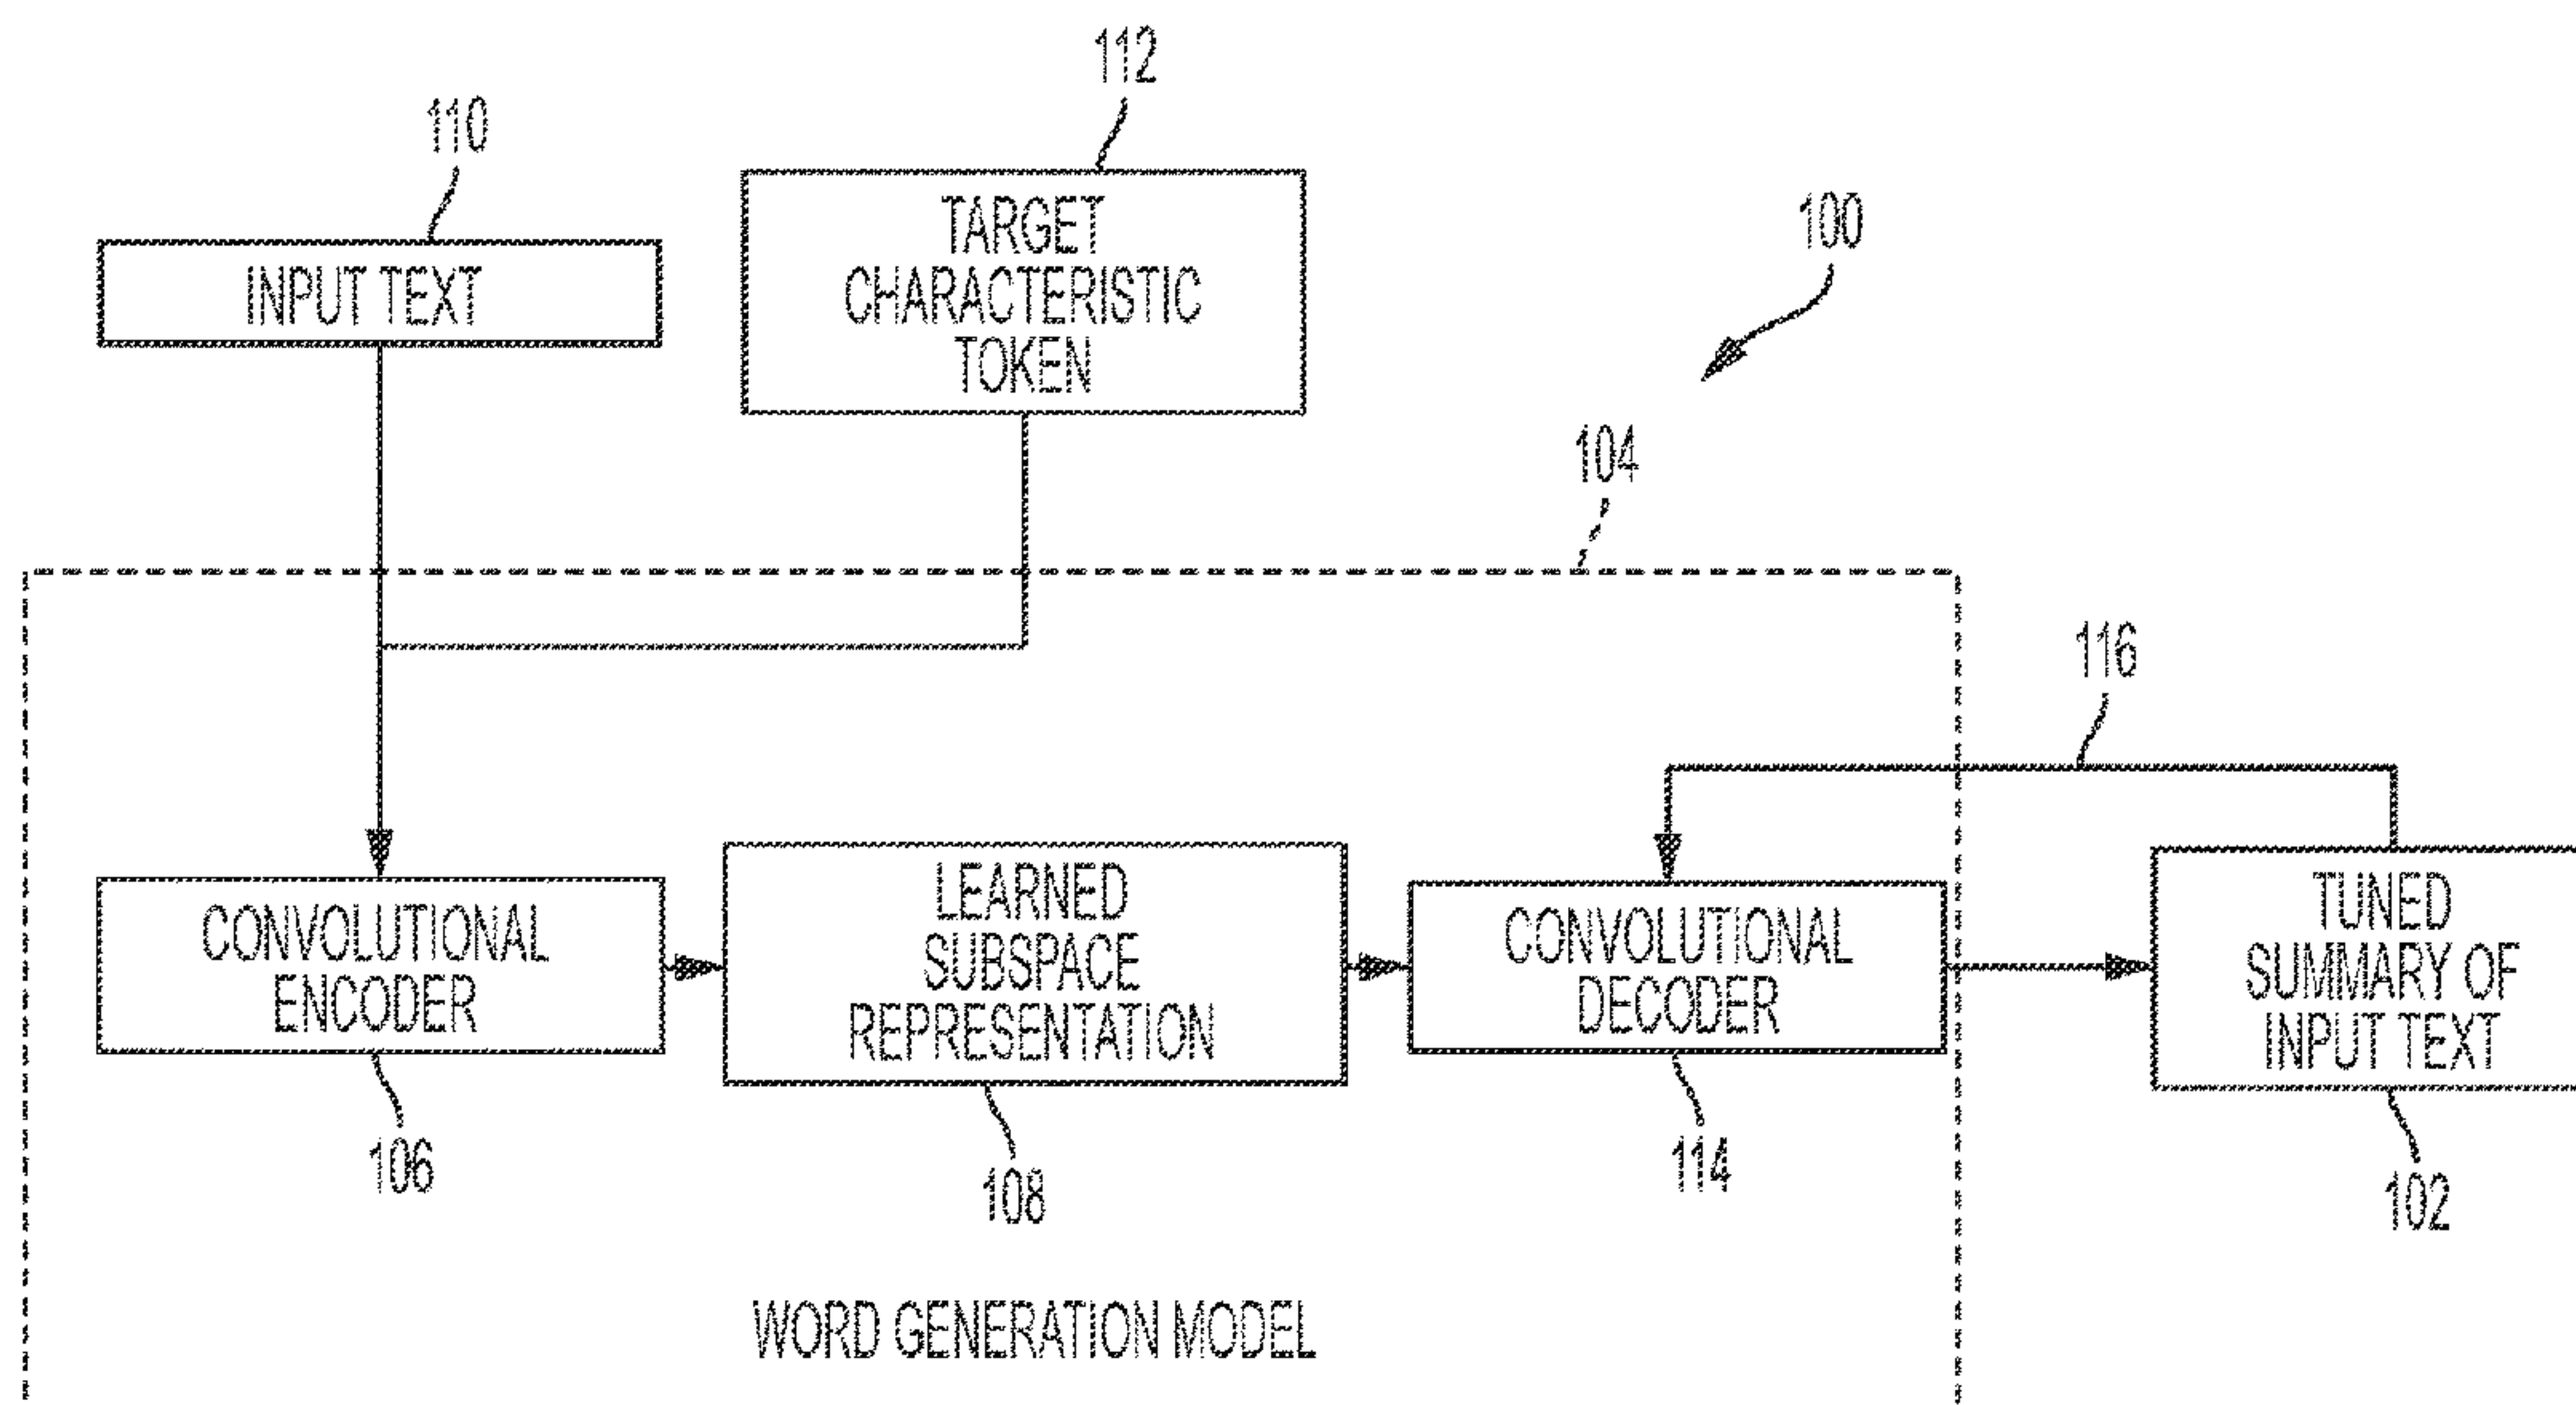 112
110
TARGET
CHARACTERISTIC
TOKEN
100
INPUT TEXT
104
116
LEARNED
SUBSPACE
REPRESENTATION
CONVOLUTIONAL
ENCODER
CONVOLUTIONAL
DECODER
TUNED
SUMMARY OF
INPUT TEXT
106
108
114
102
WORD GENERATION MODEL